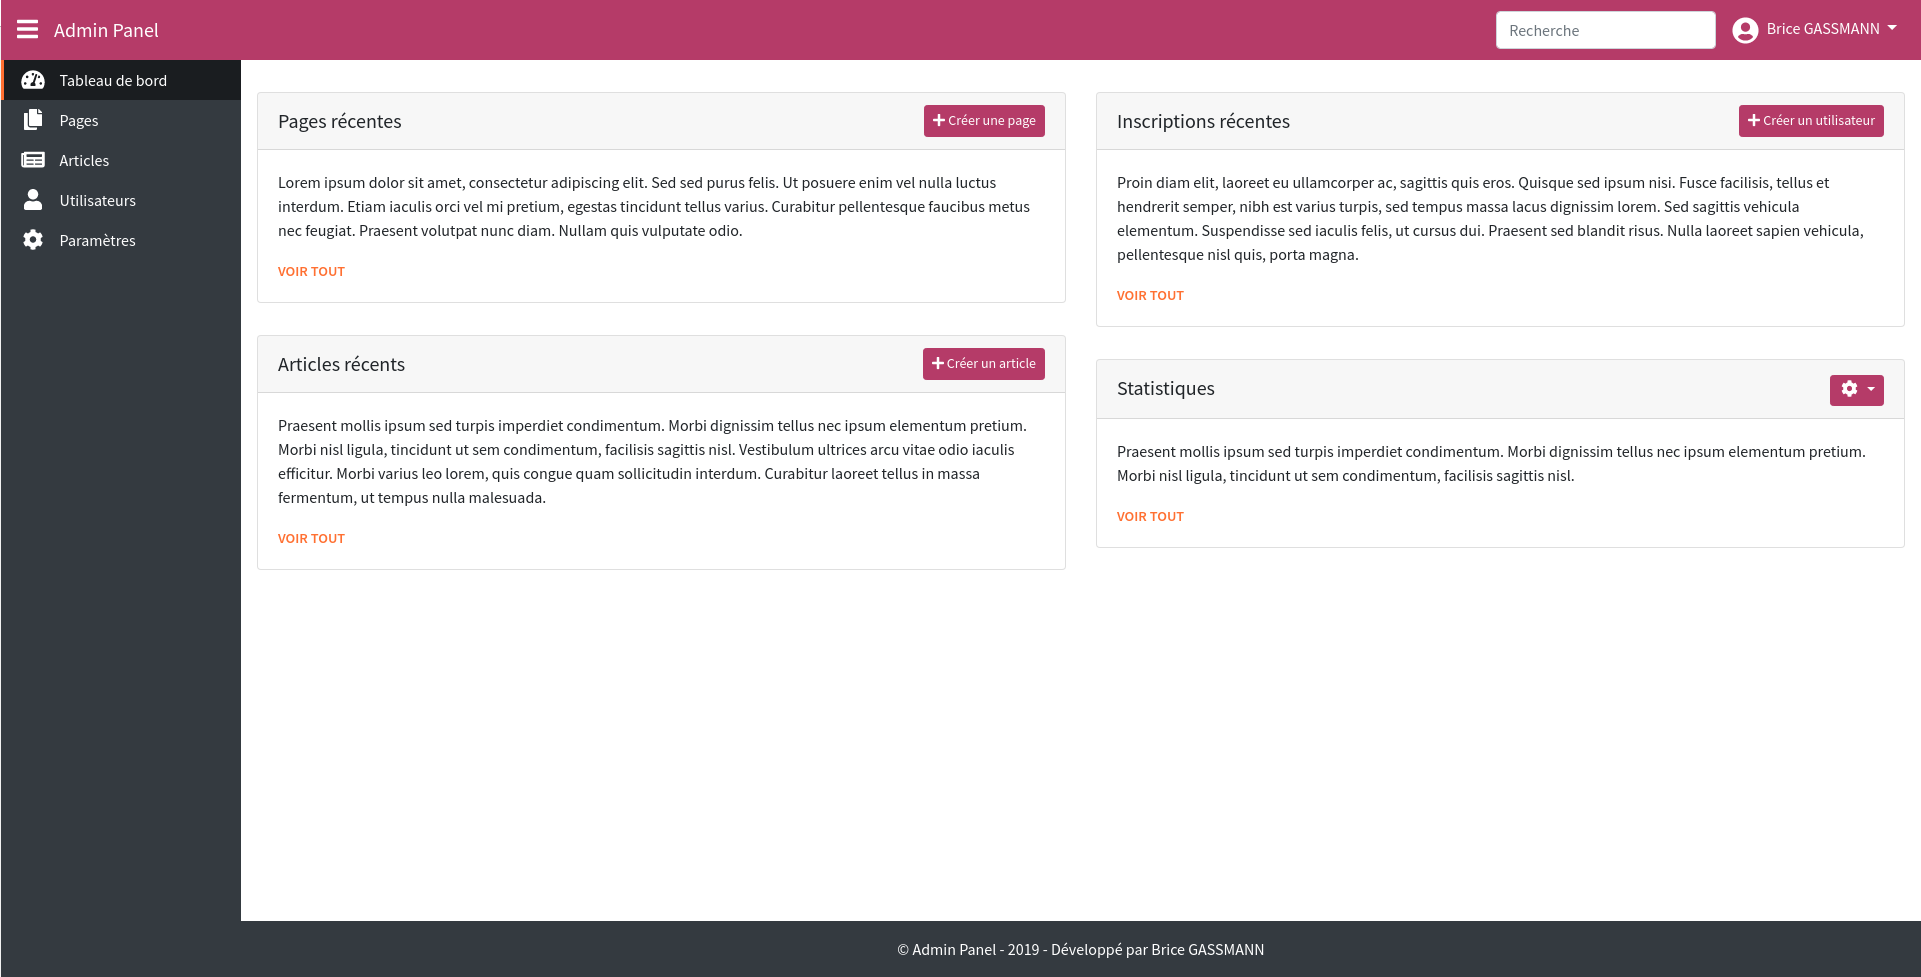 Admin Panel
Recherche
Brice GASSMANN
Tableau de bord
Pages
Articles
Utilisateurs
Paramètres
Pages récentes
Créer une page
Lorem ipsum dolor sit amet, consectetur adipiscing elit. Sed sed purus felis. Ut posuere enim vel nulla luctus
interdum. Etiam iaculis orci vel mi pretium, egestas tincidunt tellus varius. Curabitur pellentesque faucibus metus
nec feugiat. Praesent volutpat nunc diam. Nullam quis vulputate odio.
VOIR TOUT
Articles récents
Créer un article
Praesent mollis ipsum sed turpis imperdiet condimentum. Morbi dignissim tellus nec ipsum elementum pretium.
Morbi nisl ligula, tincidunt ut sem condimentum, facilisis sagittis nisl. Vestibulum ultrices arcu vitae odio iaculis
efficitur. Morbi varius leo lorem, quis congue quam sollicitudin interdum. Curabitur laoreet tellus in massa
fermentum, ut tempus nulla malesuada.
VOIR TOUT
Inscriptions récentes
Créer un utilisateur
Proin diam elit, laoreet eu ullamcorper ac, sagittis quis eros. Quisque sed ipsum nisi. Fusce facilisis, tellus et
hendrerit semper, nibh est varius turpis, sed tempus massa lacus dignissim lorem. Sed sagittis vehicula
elementum. Suspendisse sed iaculis felis, ut cursus dui. Praesent sed blandit risus. Nulla laoreet sapien vehicula,
pellentesque nisl quis, porta magna.
VOIR TOUT
Statistiques
Praesent mollis ipsum sed turpis imperdiet condimentum. Morbi dignissim tellus nec ipsum elementum pretium.
Morbi nisl ligula, tincidunt ut sem condimentum, facilisis sagittis nisl.
VOIR TOUT
© Admin Panel - 2019 - Développé par Brice GASSMANN